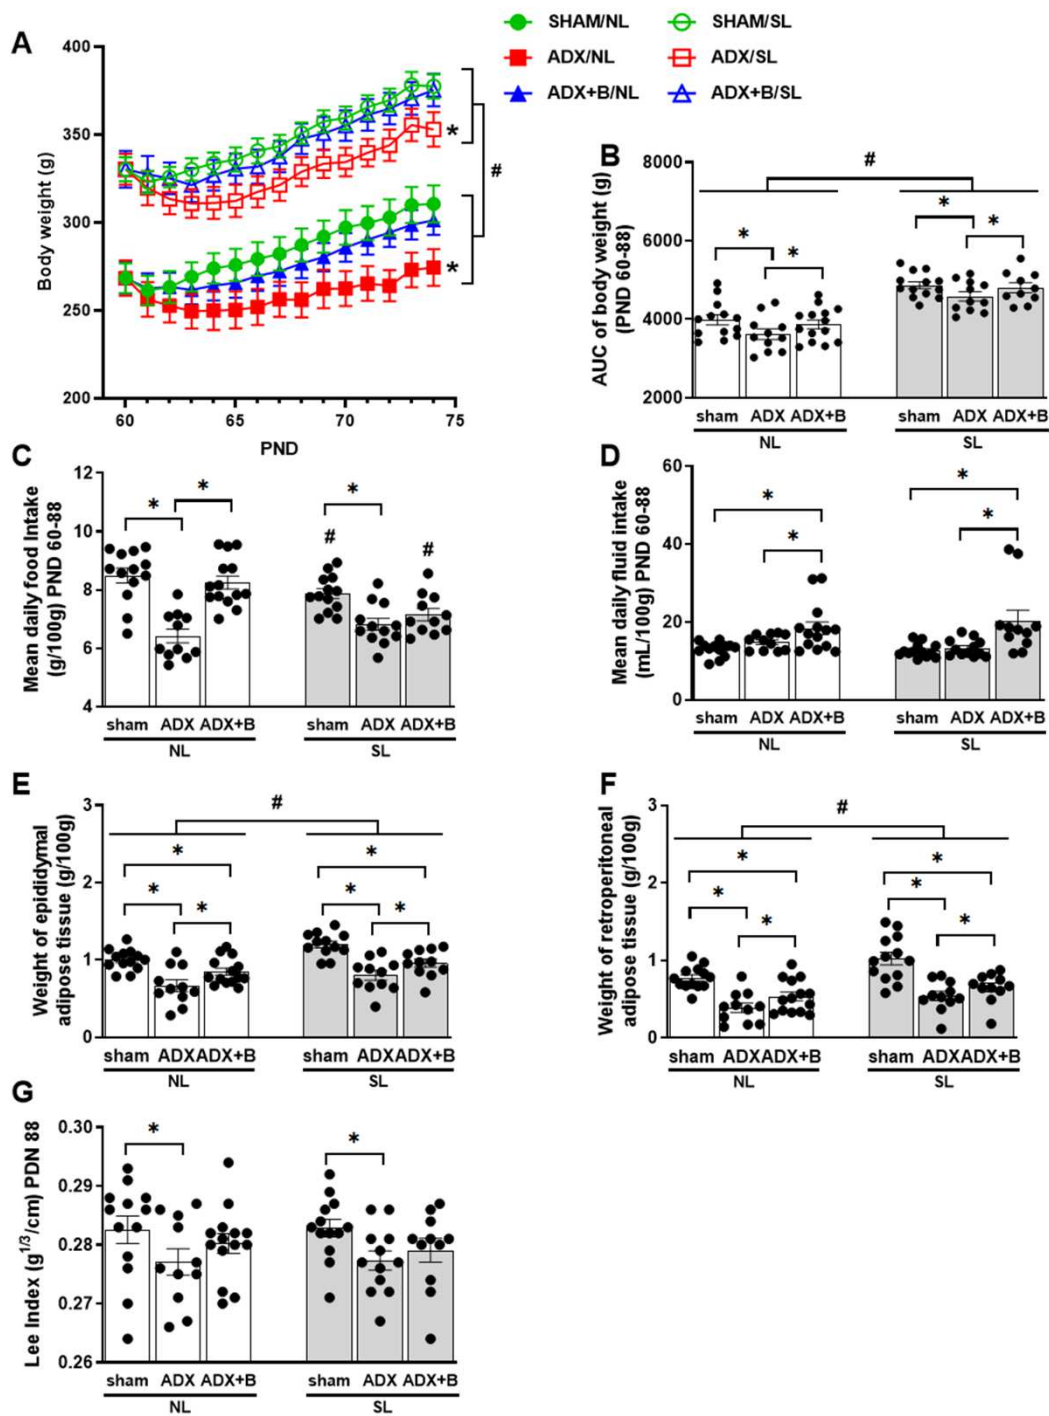 SHAM/NL
SHAM/SL
ADX/NL
ADX/SL
ADX+B/NL
ADX+B/SL
A
Body weight (g)
400
350
300
250
200
60
65
70
75
PND
*
*
#
B
AUC of body weight (g)
(PND 60-88)
8000
6000
4000
2000
#
*
*
*
*
sham ADX ADX+B
sham ADX ADX+B
NL
SL
C
Mean daily food Intake
(g/100g) PND 60-88
12
10
8
6
4
*
*
*
#
#
sham ADX ADX+B
sham ADX ADX+B
NL
SL
D
Mean daily fluid intake
(mL/100g) PND 60-88
60
40
20
0
*
*
*
*
sham ADX ADX+B
sham ADX ADX+B
NL
SL
E
Weight of epididymal
adipose tissue (g/100g)
3
2
1
0
#
*
*
*
*
*
*
sham ADXADX+B
sham ADXADX+B
NL
SL
F
Weight of retroperitoneal
adipose tissue (g/100g)
3
2
1
0
#
*
*
*
*
*
*
sham ADXADX+B
sham ADXADX+B
NL
SL
G
Lee Index (g1/3/cm) PDN 88
0.30
0.29
0.28
0.27
0.26
*
*
sham ADX ADX+B
sham ADX ADX+B
NL
SL